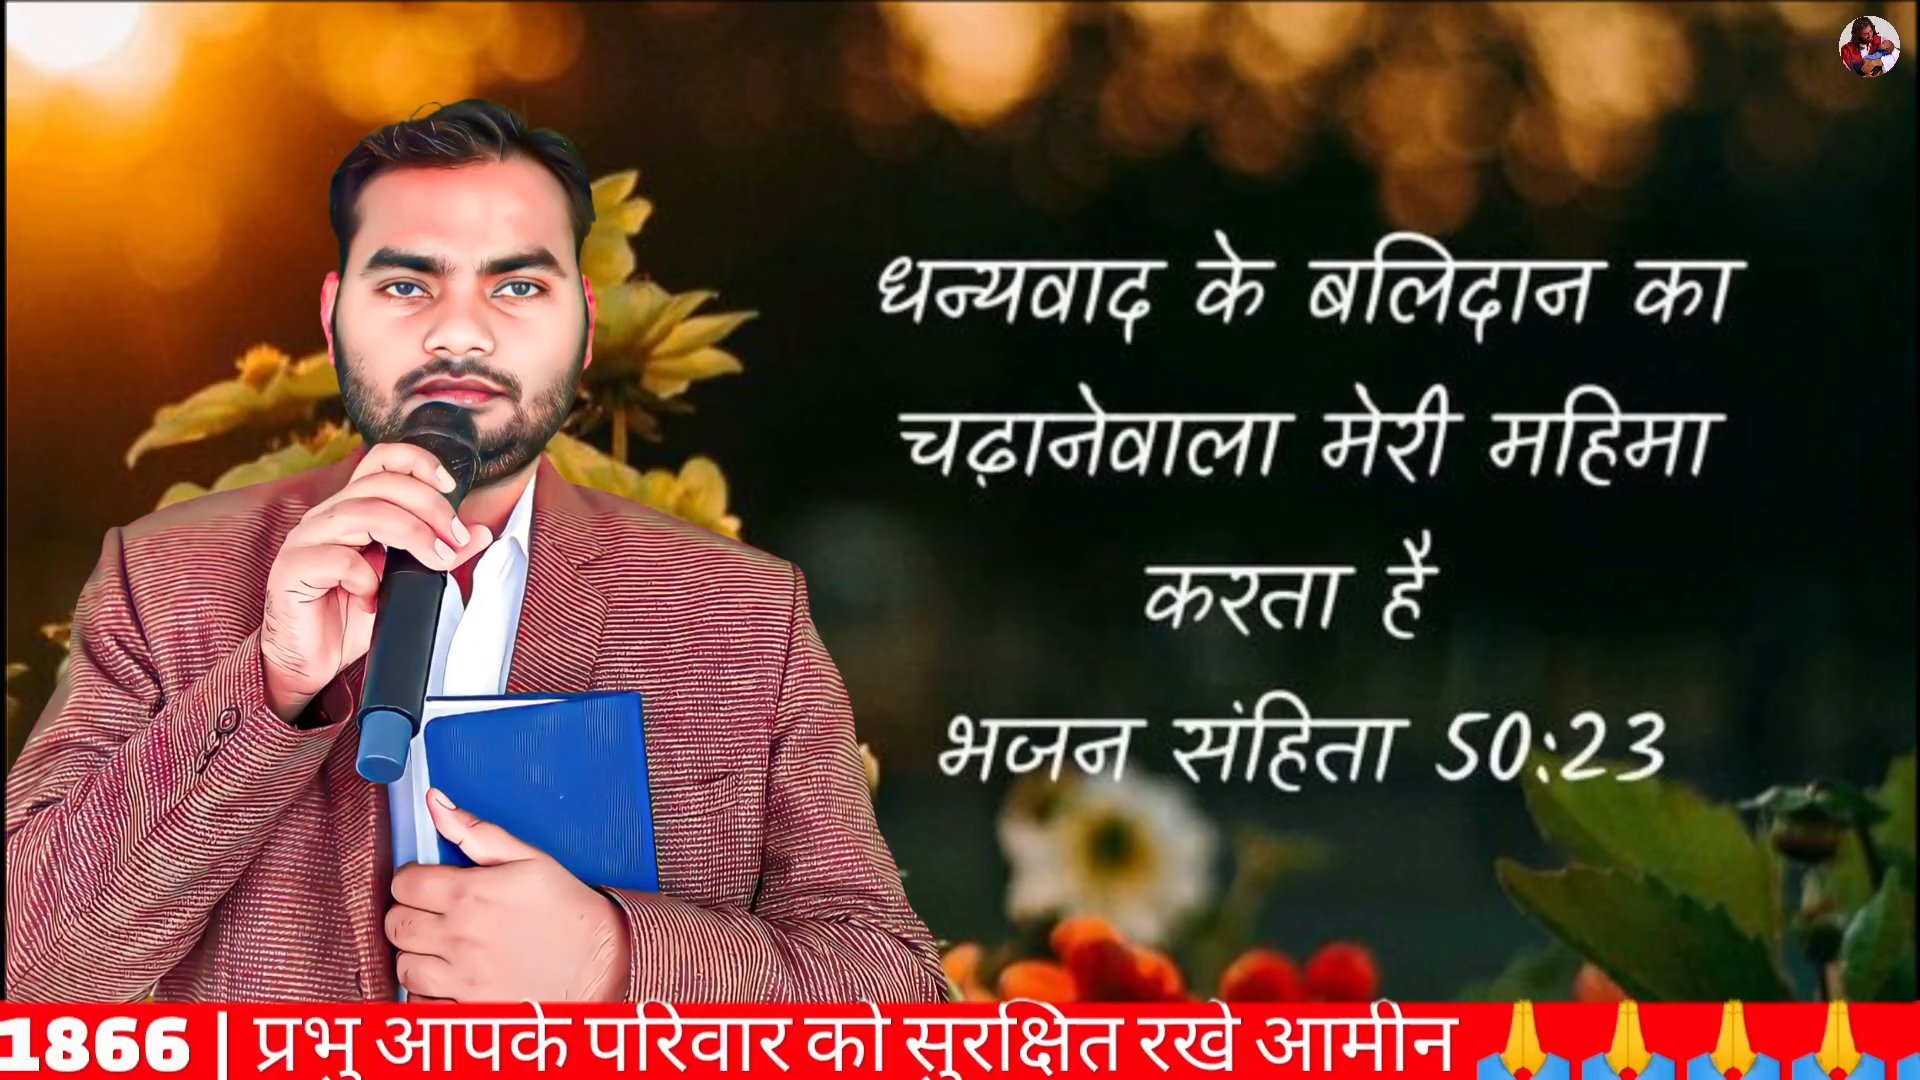 धन्यवाद के बलिदान का
चढ़ानेवाला मेरी महिमा
करता है
भजन संहिता 50:23
1866 | प्रभु आपके परिवार को सुरक्षित रखे आमीन 🙏🙏🙏🙏